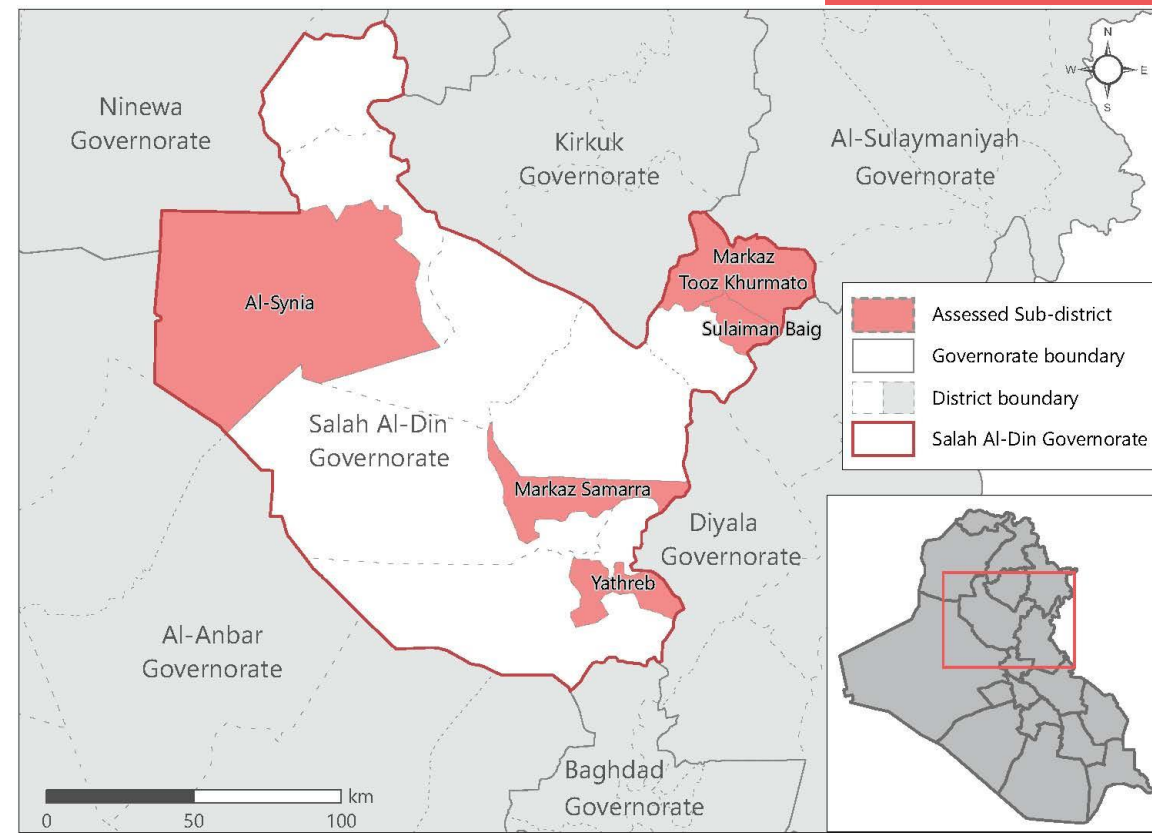 N
W
E
S
Ninewa
Governorate
Kirkuk
Governorate
Al-Sulaymaniyah
Governorate
Markaz
Tooz Khurmato
Al-Synia
Sulaiman Baig
Assessed Sub-district
Governorate boundary
District boundary
Salah Al-Din Governorate
Salah Al-Din
Governorate
Markaz Samarra
Diyala
Governorate
Yathreb
Al-Anbar
Governorate
Baghdad
Governorate
km
0
50
100